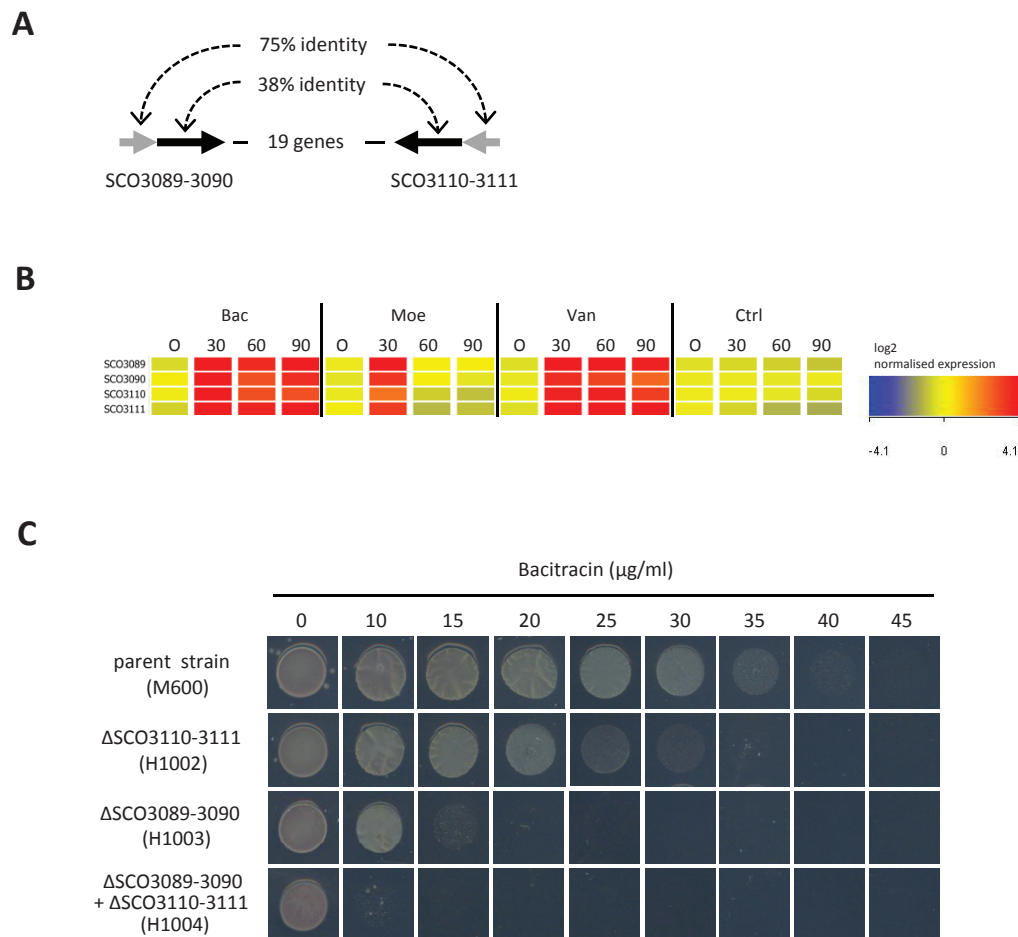 A
75% identity
38% identity
19 genes
SCO3089-3090
SCO3110-3111
B
Bac Moe Van Ctrl
O 30 60 90 O 30 60 90 O 30 60 90 O 30 60 90
SCO3089
SCO3090
SCO3110
SCO3111
log2
normalised expression
-4.1 0 4.1
C
Bacitracin (μg/ml)
0 10 15 20 25 30 35 40 45
parent strain
(M600)
ΔSCO3110-3111
(H1002)
ΔSCO3089-3090
(H1003)
ΔSCO3089-3090
+ ΔSCO3110-3111
(H1004)